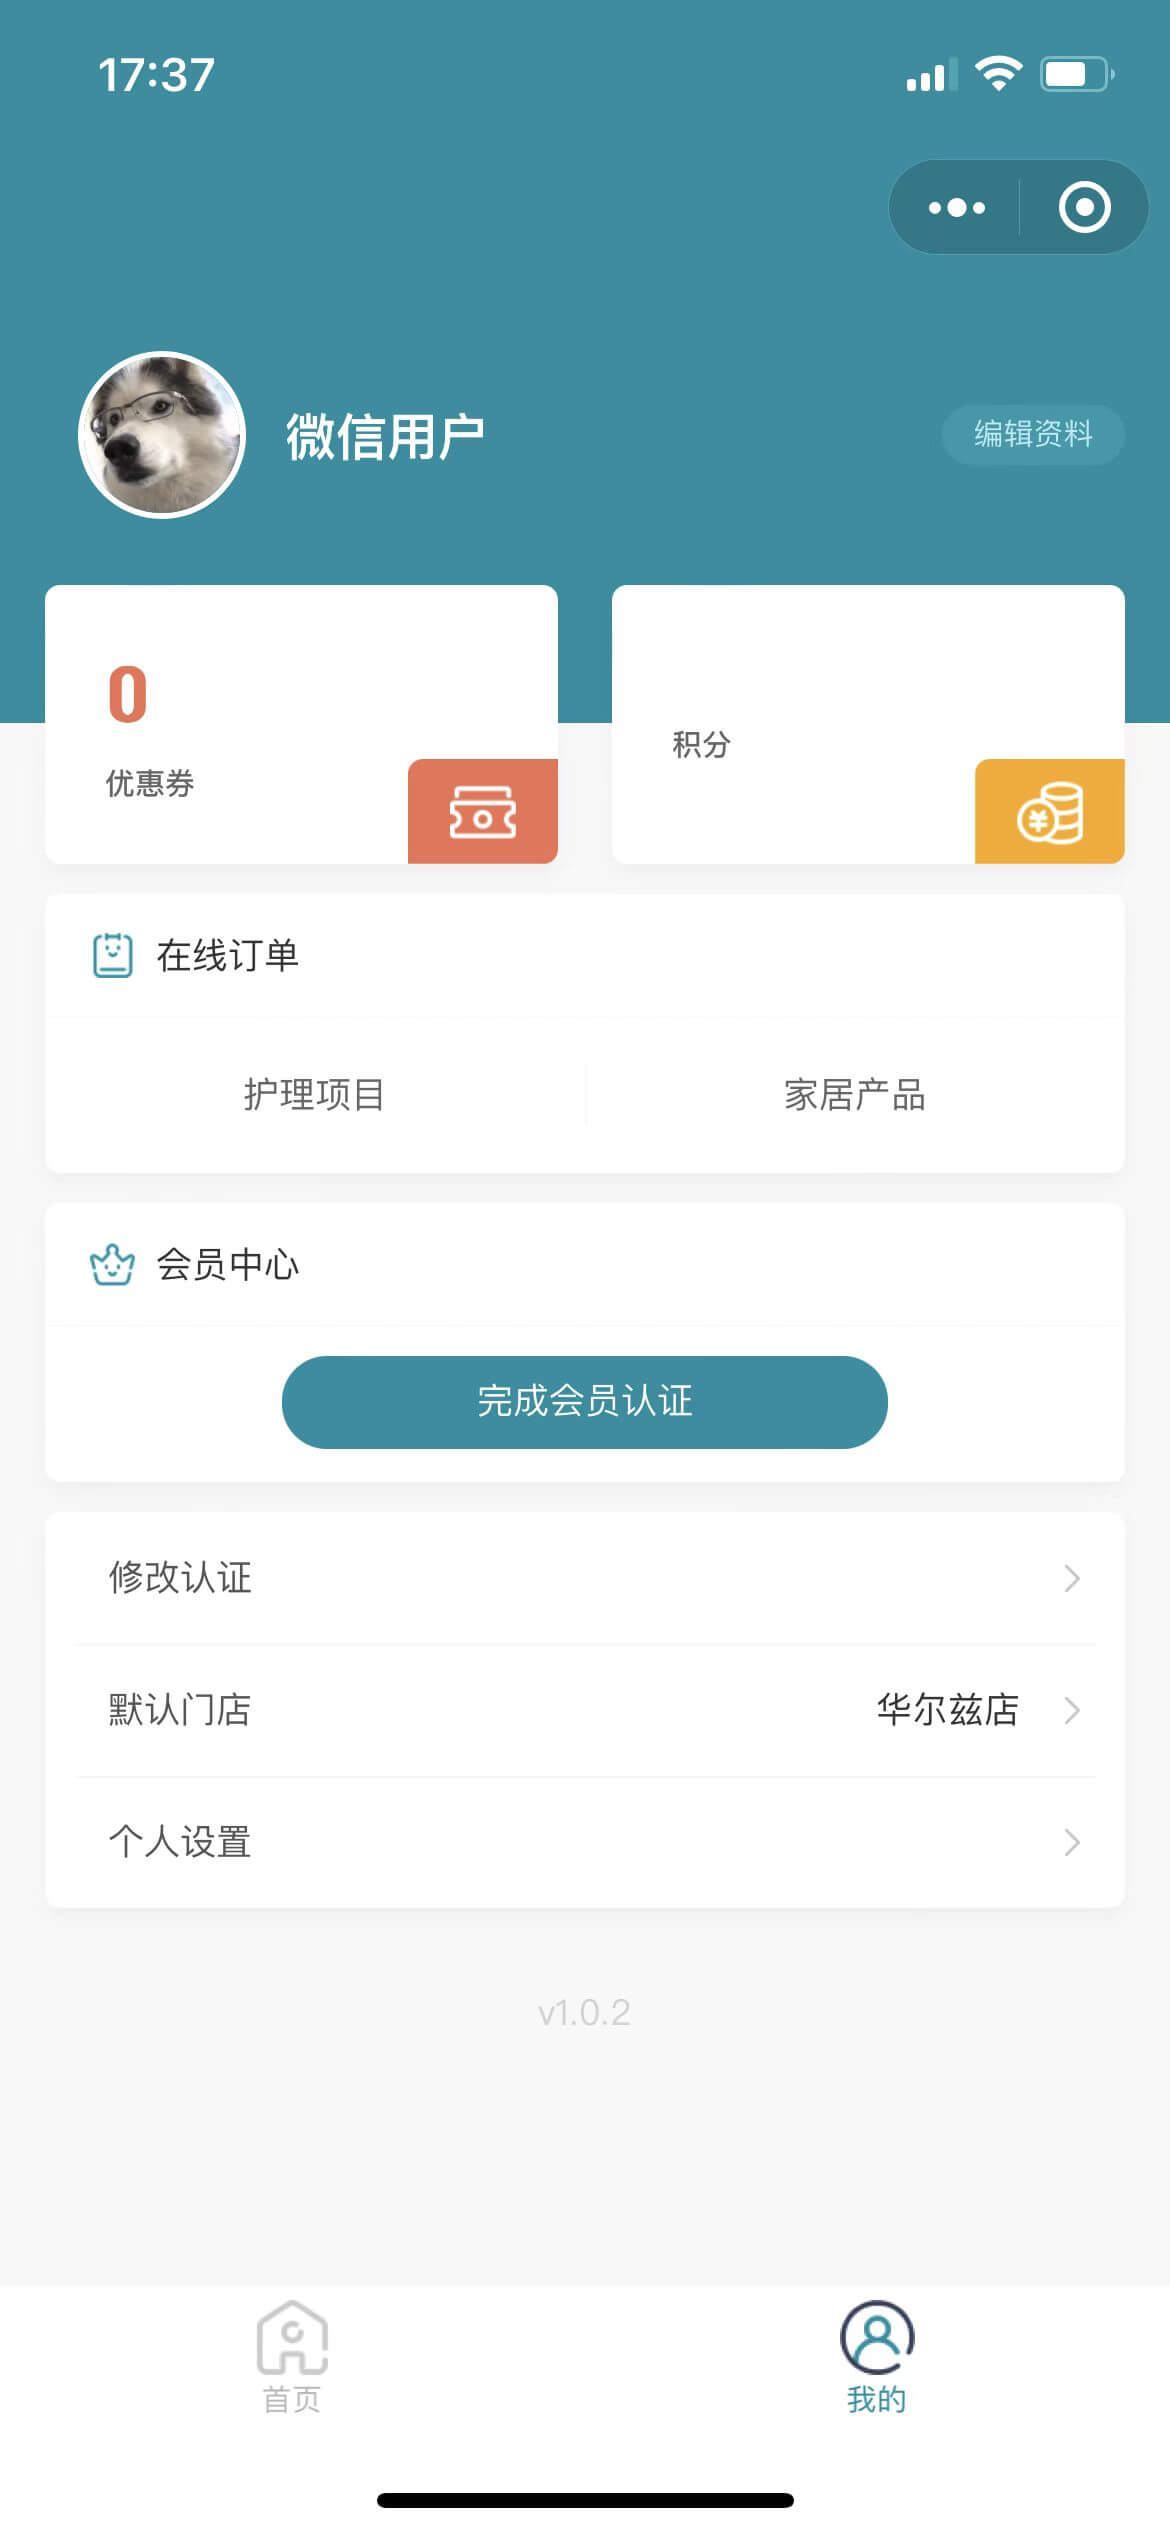 17:37
微信用户
编辑资料
0
优惠券
积分
在线订单
护理项目
家居产品
会员中心
完成会员认证
修改认证
默认门店
华尔兹店
个人设置
v1.0.2
首页
我的